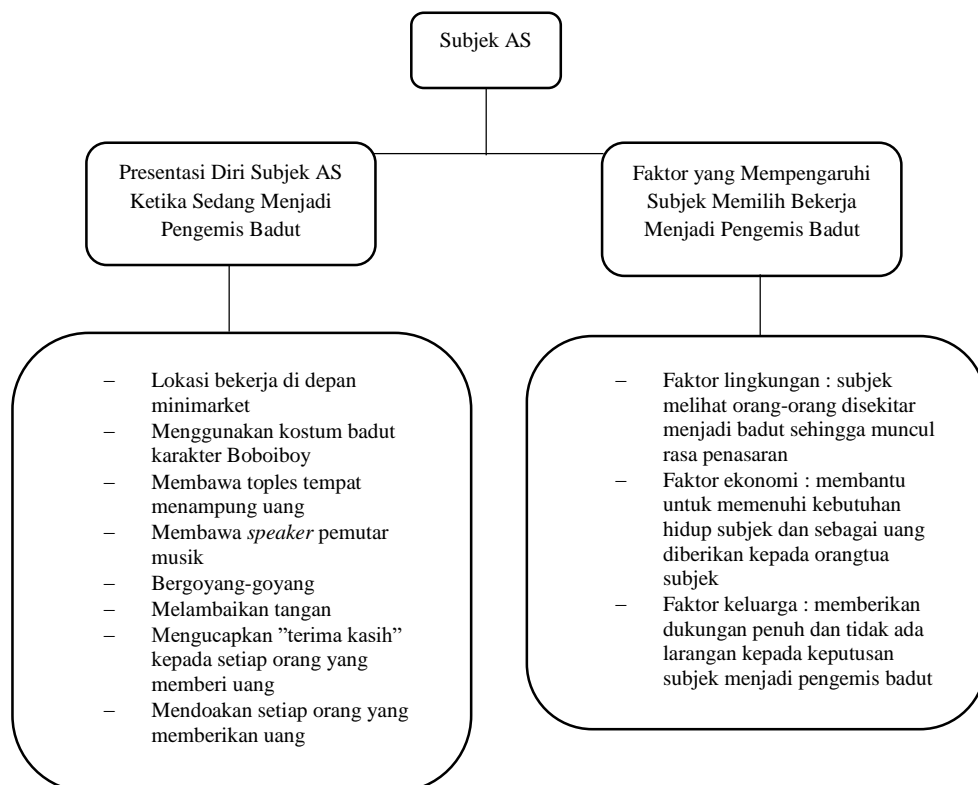 Subjek AS
Presentasi Diri Subjek AS
Ketika Sedang Menjadi
Pengemis Badut
Faktor yang Mempengaruhi
Subjek Memilih Bekerja
Menjadi Pengemis Badut
– Lokasi bekerja di depan
minimarket
– Menggunakan kostum badut
karakter Boboiboy
– Membawa toples tempat
menampung uang
– Membawa speaker pemutar
musik
– Bergoyang-goyang
– Melambaikan tangan
– Mengucapkan ”terima kasih”
kepada setiap orang yang
memberi uang
– Mendoakan setiap orang yang
memberikan uang
– Faktor lingkungan : subjek
melihat orang-orang disekitar
menjadi badut sehingga muncul
rasa penasaran
– Faktor ekonomi : membantu
untuk memenuhi kebutuhan
hidup subjek dan sebagai uang
diberikan kepada orangtua
subjek
– Faktor keluarga : memberikan
dukungan penuh dan tidak ada
larangan kepada keputusan
subjek menjadi pengemis badut